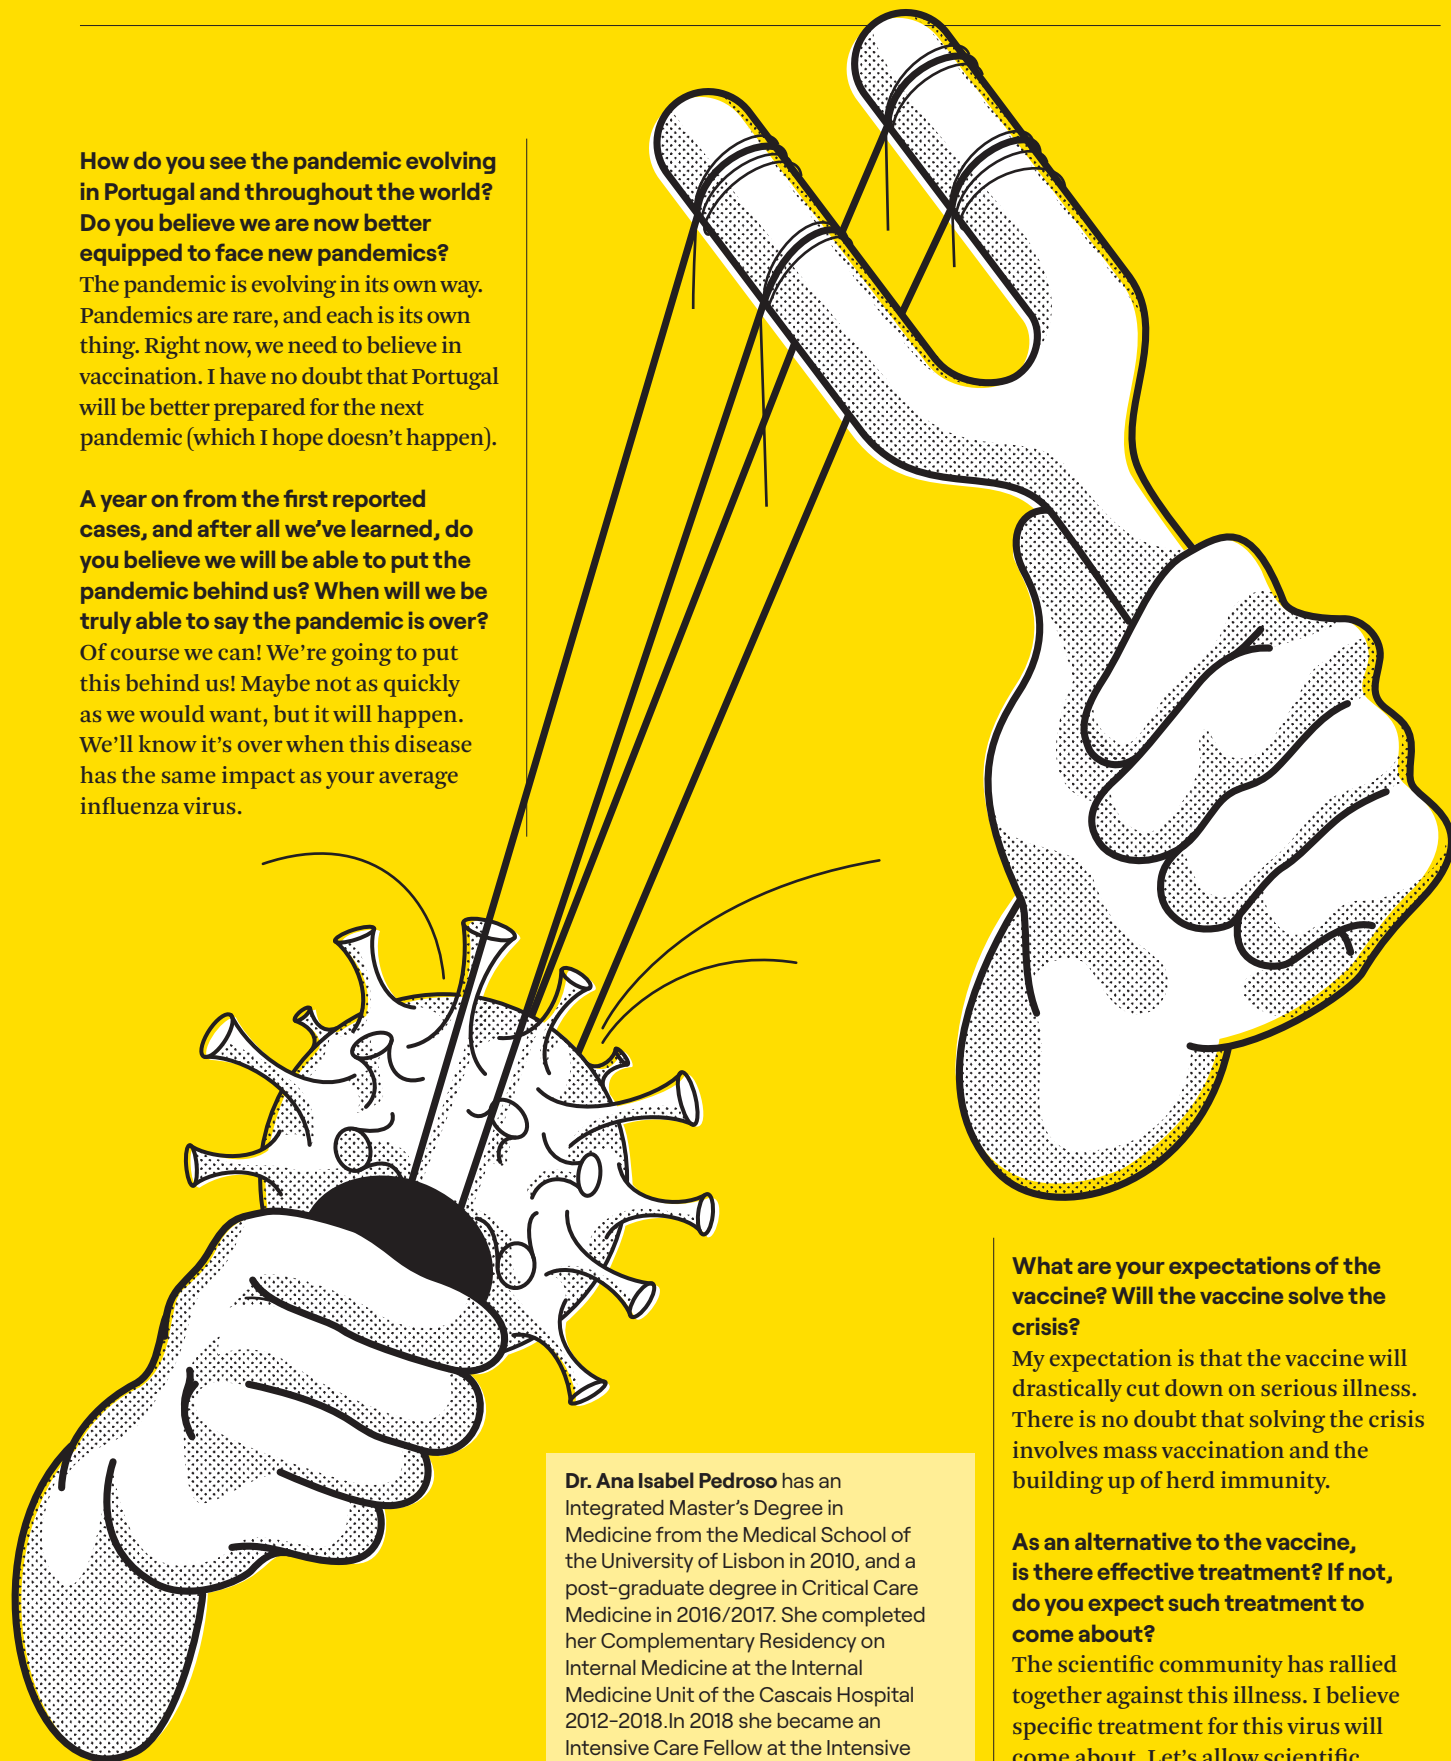 How do you see the pandemic evolving
in Portugal and throughout the world?
Do you believe we are now better
equipped to face new pandemics?
The pandemic is evolving in its own way.
Pandemics are rare, and each is its own
thing. Right now, we need to believe in
vaccination. I have no doubt that Portugal
will be better prepared for the next
pandemic (which I hope doesn't happen).
A year on from the first reported
cases, and after all we've learned, do
you believe we will be able to put the
pandemic behind us? When will we be
truly able to say the pandemic is over?
Of course we can! We're going to put
this behind us! Maybe not as quickly
as we would want, but it will happen.
We'll know it's over when this disease
has the same impact as your average
influenza virus.
Dr. Ana Isabel Pedroso has an
Integrated Master's Degree in
Medicine from the Medical School of
the University of Lisbon in 2010, and a
post-graduate degree in Critical Care
Medicine in 2016/2017. She completed
her Complementary Residency on
Internal Medicine at the Internal
Medicine Unit of the Cascais Hospital
2012-2018.In 2018 she became an
Intensive Care Fellow at the Intensive
What are your expectations of the
vaccine? Will the vaccine solve the
crisis?
My expectation is that the vaccine will
drastically cut down on serious illness.
There is no doubt that solving the crisis
involves mass vaccination and the
building up of herd immunity.
As an alternative to the vaccine,
is there effective treatment? If not,
do you expect such treatment to
come about?
The scientific community has rallied
together against this illness. I believe
specific treatment for this virus will
come about. Let's allow scientific